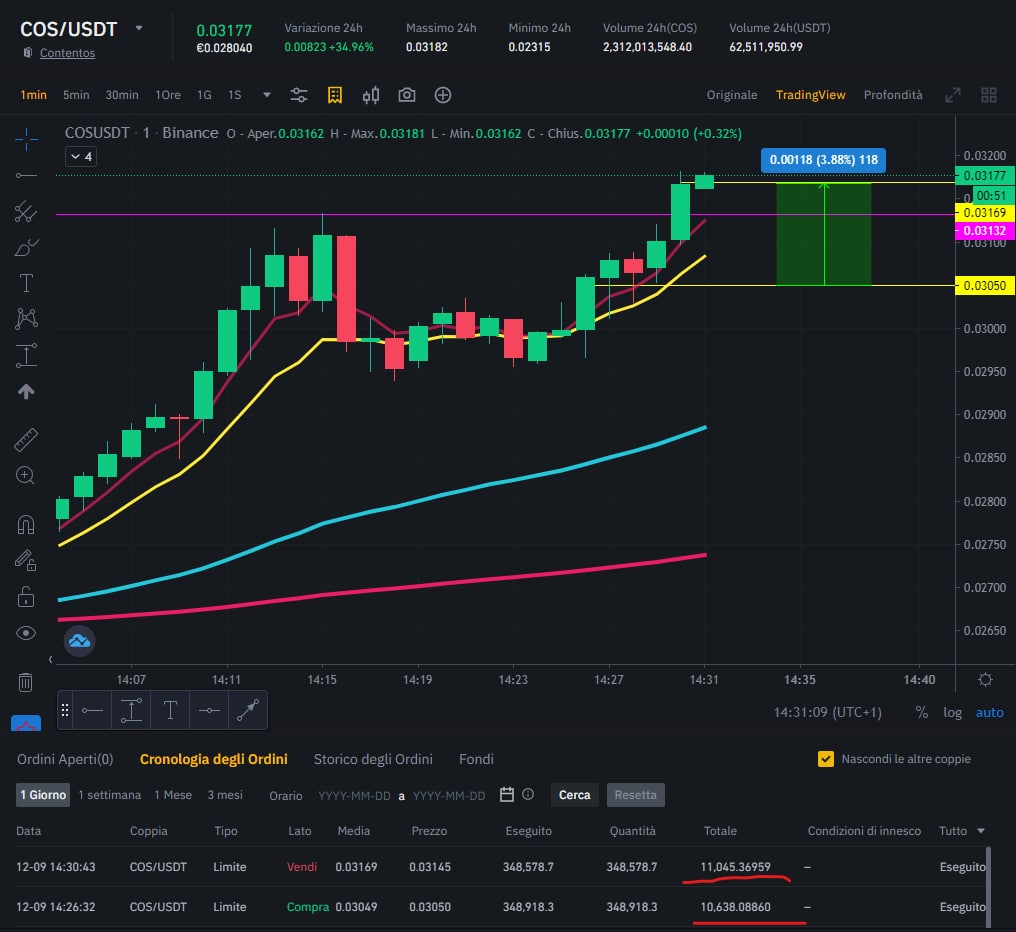 COS/USDT
0.03177
Variazione 24h
Massimo 24h
Minimo 24h
Volume 24h(COS)
Volume 24h(USDT)
Contentos
€0.028040
0.00823 +34.96%
0.03182
0.02315
2,312,013,548.40
62,511,950.99
1min 5min 30min 1Ore 1G 1S
Originale TradingView Profondità
COSUSDT · 1 · Binance O - Aper.0.03162 H - Max.0.03181 L - Min.0.03162 C - Chius.0.03177 +0.00010 (+0.32%)
4
0.00118 (3.88%) 118
0.03200
0.03177
00:51
0.03169
0.03132
0.03100
0.03050
0.03000
0.02950
0.02900
0.02850
0.02800
0.02750
0.02700
0.02650
14:07 14:11 14:15 14:19 14:23 14:27 14:31 14:35 14:40
T
14:31:09 (UTC+1) % log auto
Ordini Aperti(0) Cronologia degli Ordini Storico degli Ordini Fondi Nascondi le altre coppie
1 Giorno 1 settimana 1 Mese 3 mesi Orario YYYY-MM-DD a YYYY-MM-DD Cerca Resetta
Data Coppia Tipo Lato Media Prezzo Eseguito Quantità Totale Condizioni di innesco Tutto
12-09 14:30:43 COS/USDT Limite Vendi 0.03169 0.03145 348,578.7 348,578.7 11,045.36959 – Eseguito
12-09 14:26:32 COS/USDT Limite Compra 0.03049 0.03050 348,918.3 348,918.3 10,638.08860 – Eseguito